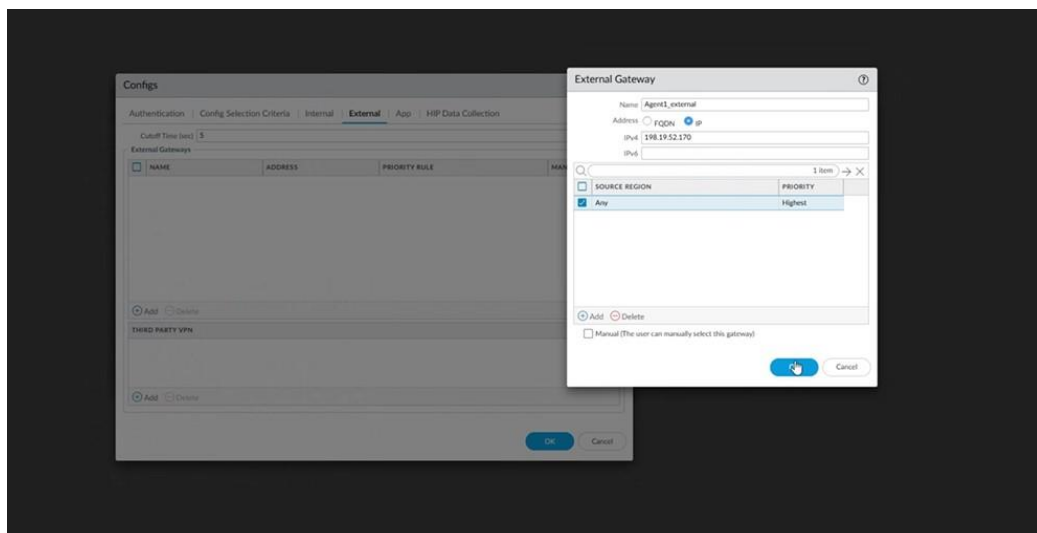 Configs
Authentication | Config Selection Criteria | Internal | External | App | HIP Data Collection
Cutoff Time (sec) 5
External Gateways
NAME ADDRESS PRIORITY RULE MAN
Add Delete
THIRD PARTY VPN
Add Delete
OK Cancel
External Gateway
Name Agent1_external
Address FQDN IP
IPv4 198.19.52.170
IPv6
1 item
SOURCE REGION PRIORITY
Any Highest
Add Delete
Manual (The user can manually select this gateway)
Cancel